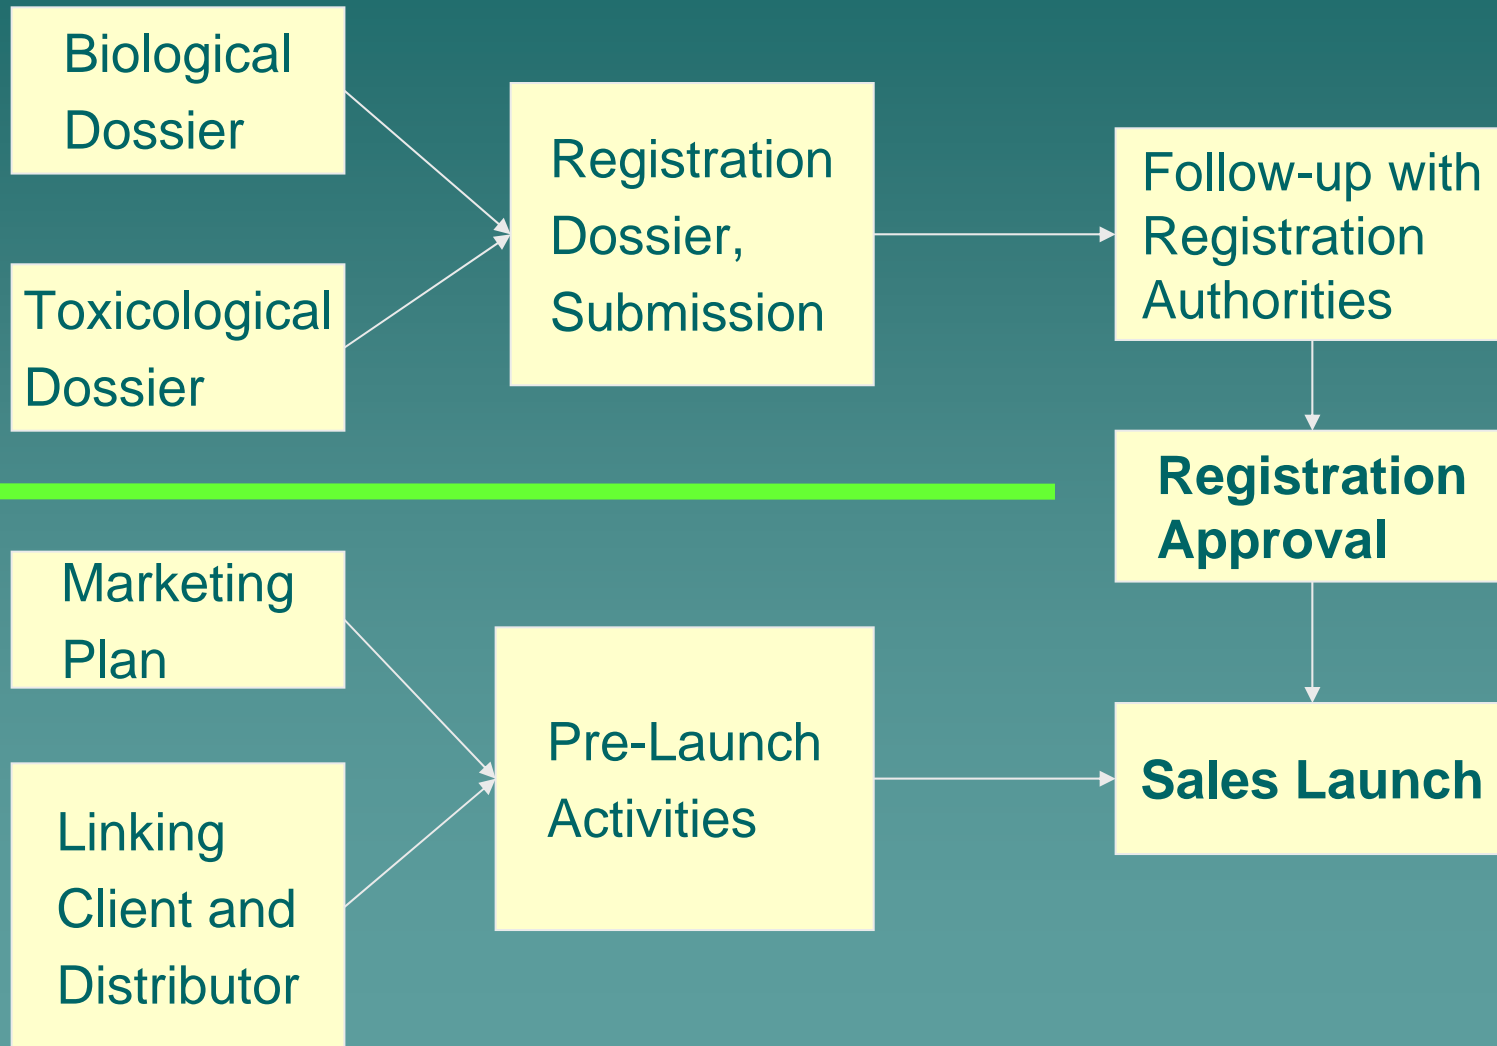 Biological
Dossier
Toxicological
Dossier
Registration
Dossier,
Submission
Follow-up with
Registration
Authorities
Registration
Approval
Marketing
Plan
Linking
Client and
Distributor
Pre-Launch
Activities
Sales Launch